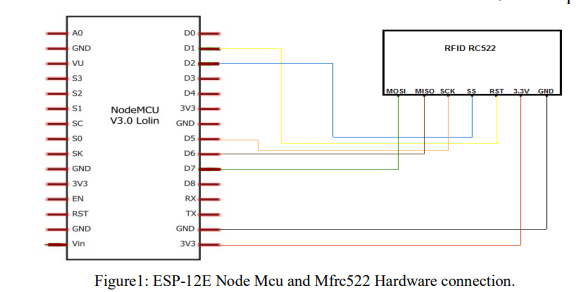 RFID RC522
MOSI MISO SCK SS RST 3.3V GND
NodeMCU
V3.0 Lolin
A0 D0
GND D1
VU D2
S3 D3
S2 D4
S1 3V3
SC GND
S0 D5
SK D6
GND D7
3V3 D8
EN RX
RST TX
GND GND
Vin 3V3
Figure1: ESP-12E Node Mcu and Mfrc522 Hardware connection.